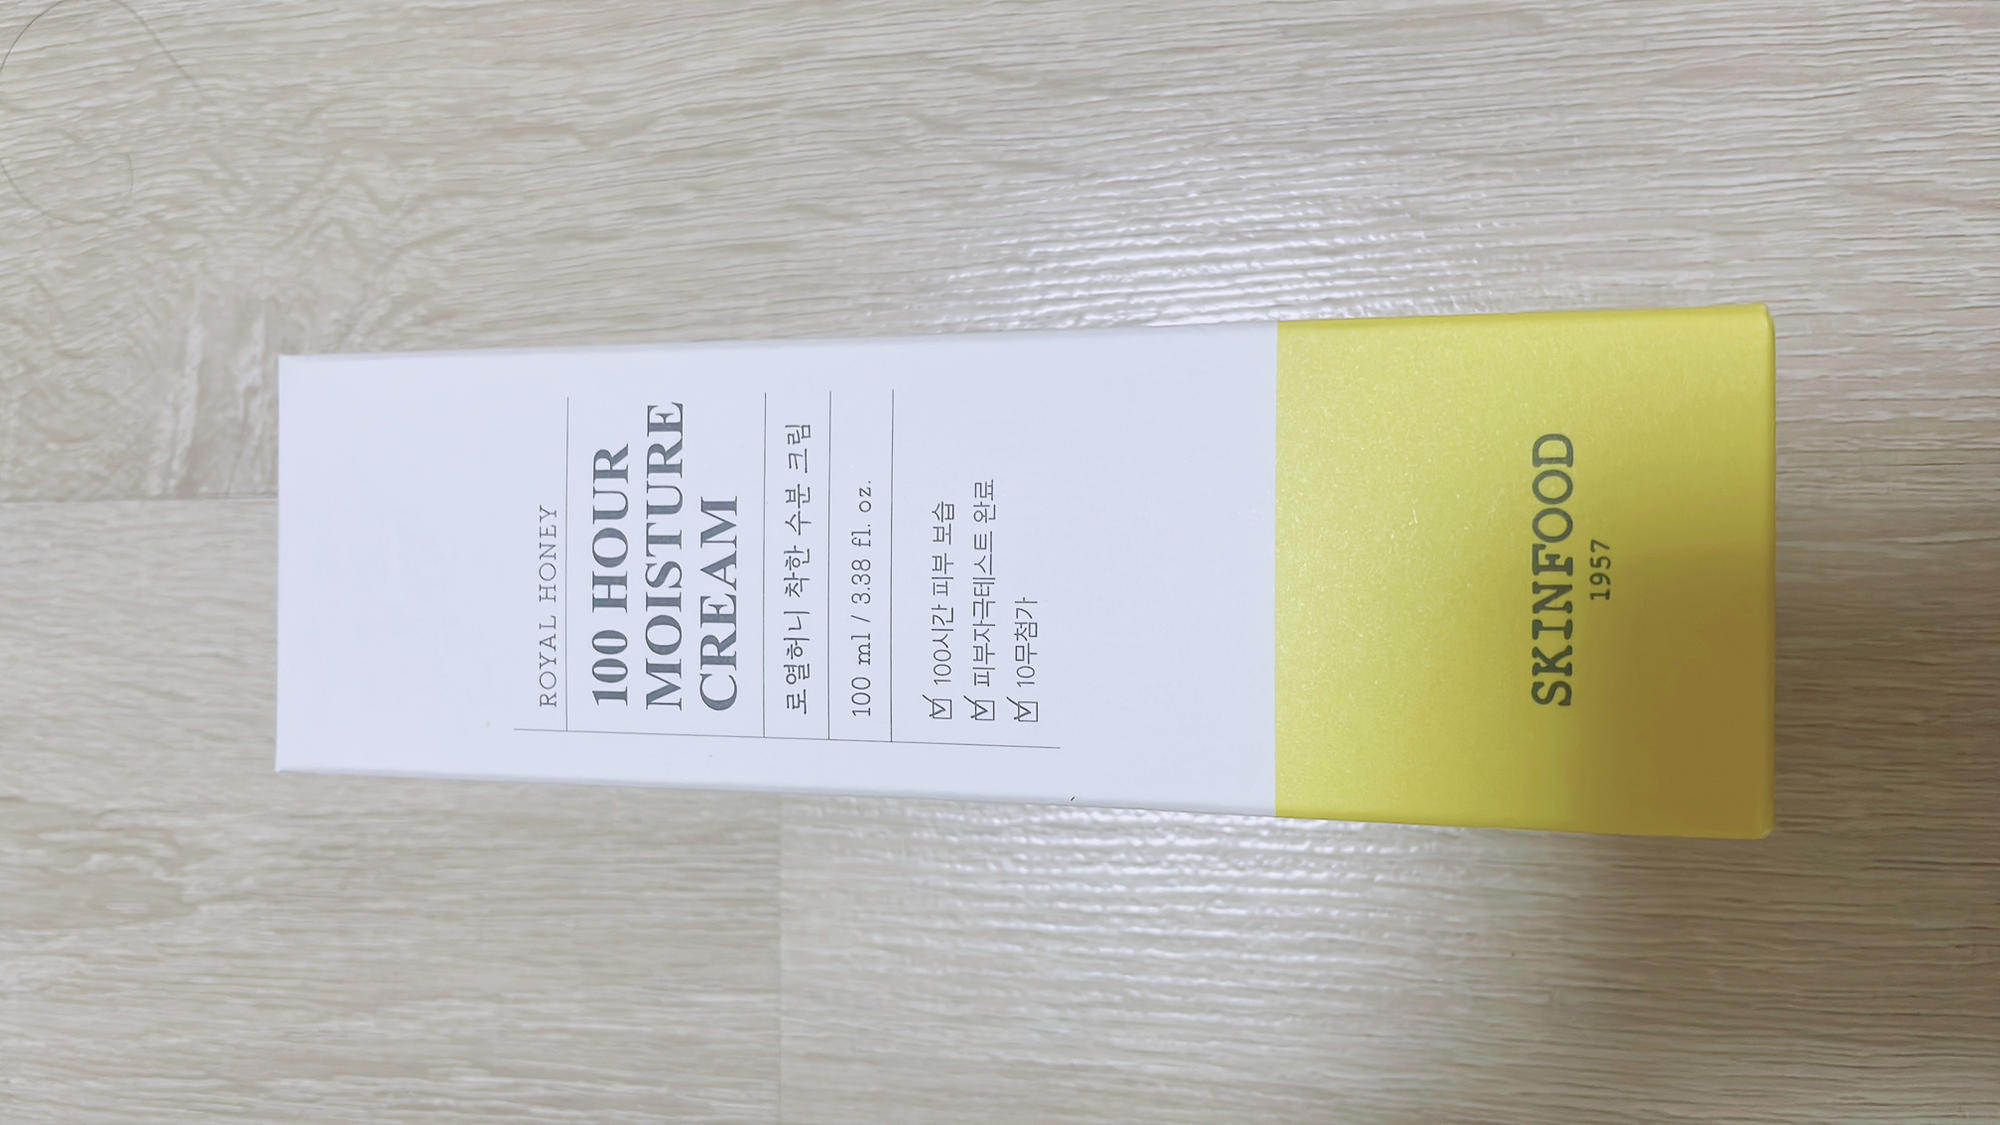 ROYAL HONEY
100 HOUR
MOISTURE
CREAM
로열허니 착한 수분 크림
100 ml / 3.38 fl. oz.
☑ 100시간 피부 보습
☑ 피부자극테스트 완료
☑ 10무첨가
SKINFOOD
1957